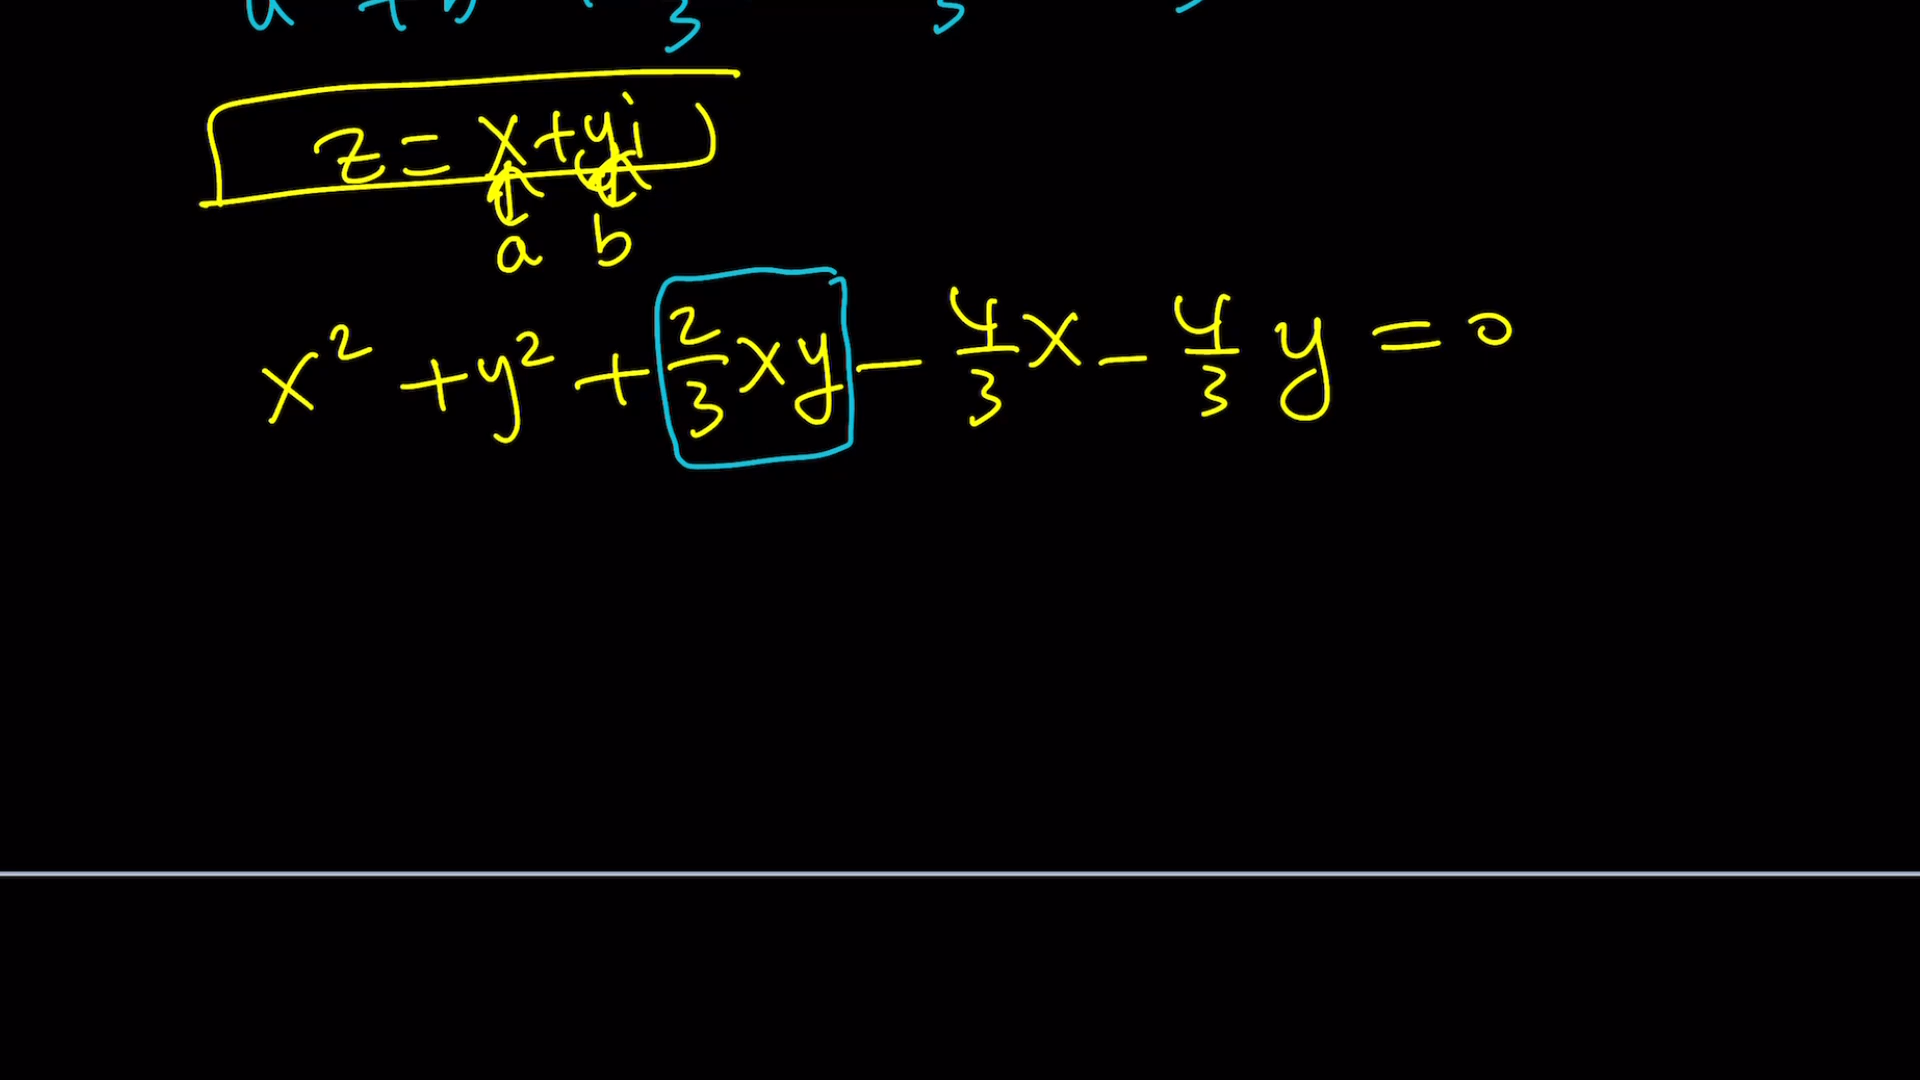 z = x + yi
a b
x² + y² + 2/3 xy - 4/3 x - 4/3 y = 0